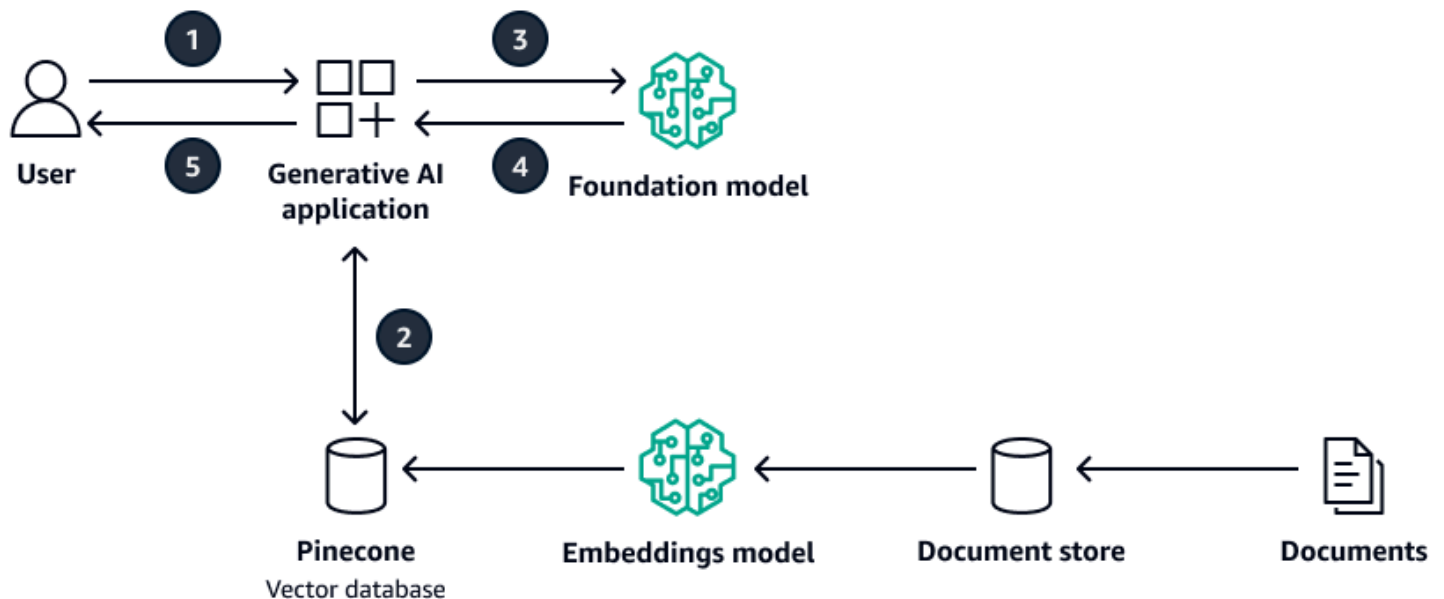 1
3
5
4
User
Generative AI
application
Foundation model
2
Pinecone
Vector database
Embeddings model
Document store
Documents